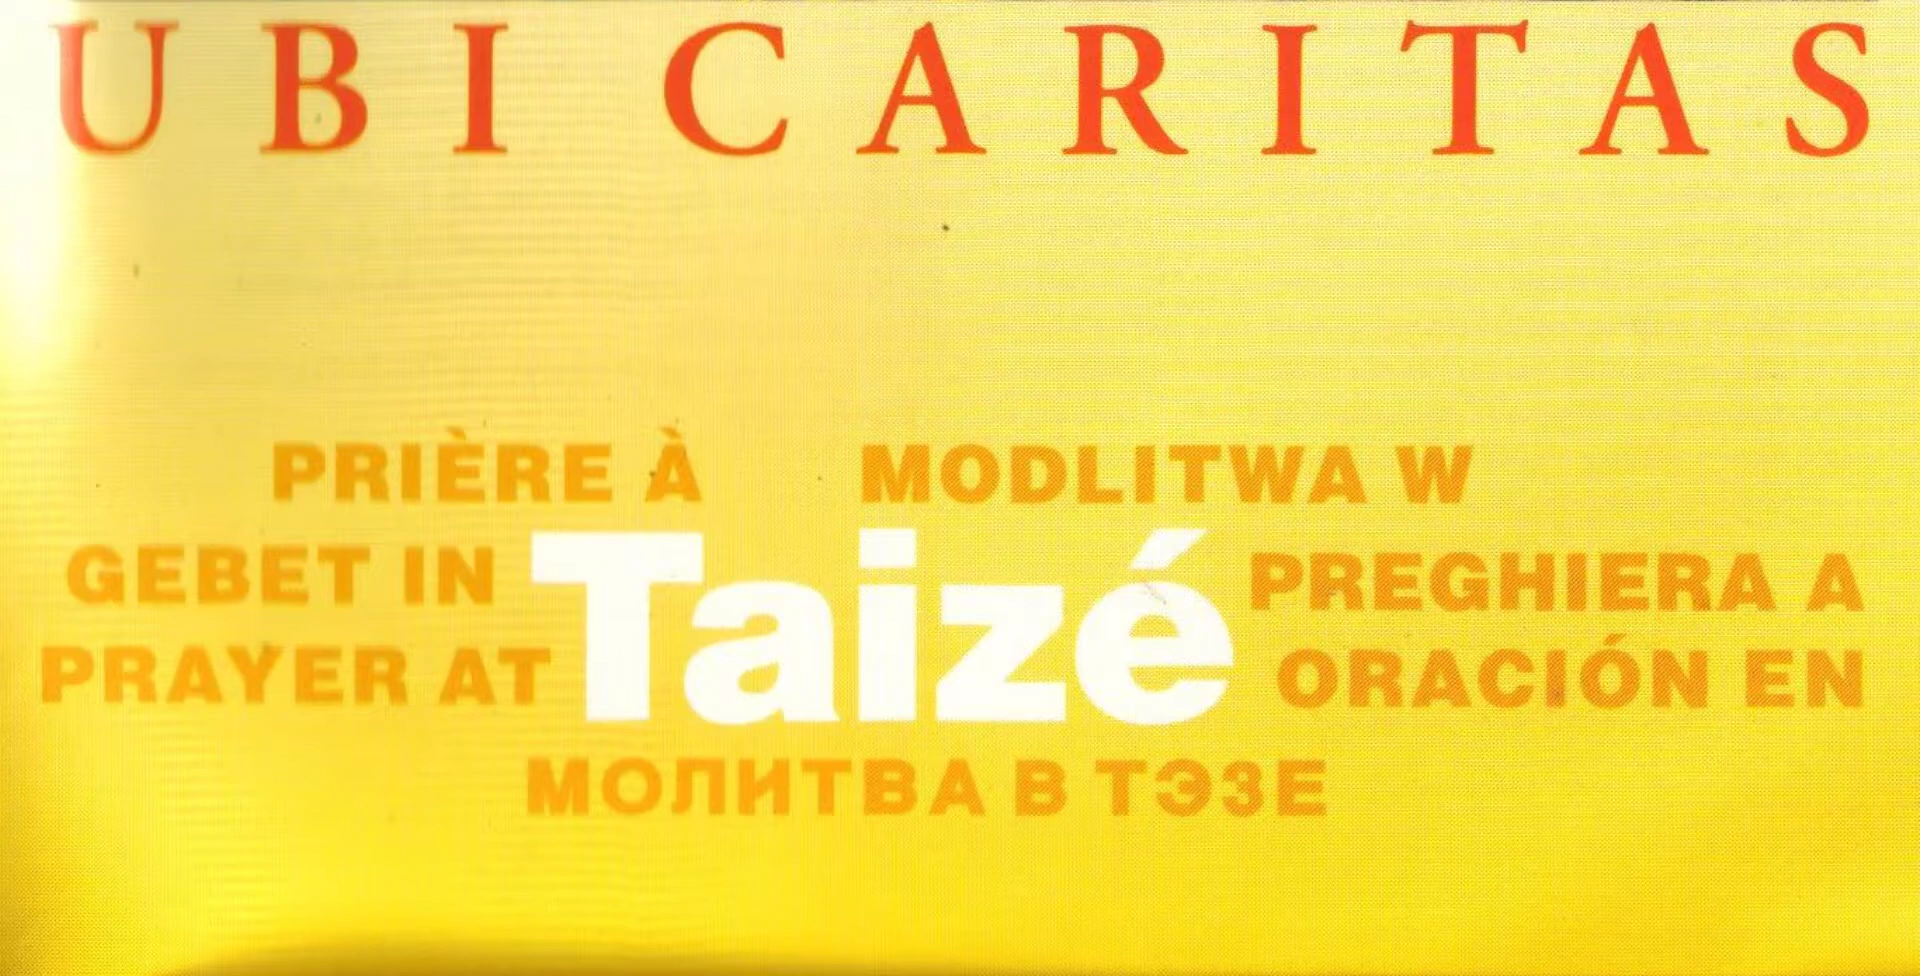 UBI CARITAS
PRIÈRE À MODLITWA W
GEBET IN Taizé PREGHIERA A
PRAYER AT ORACIÓN EN
МОЛИТВА В ТЭЗЕ